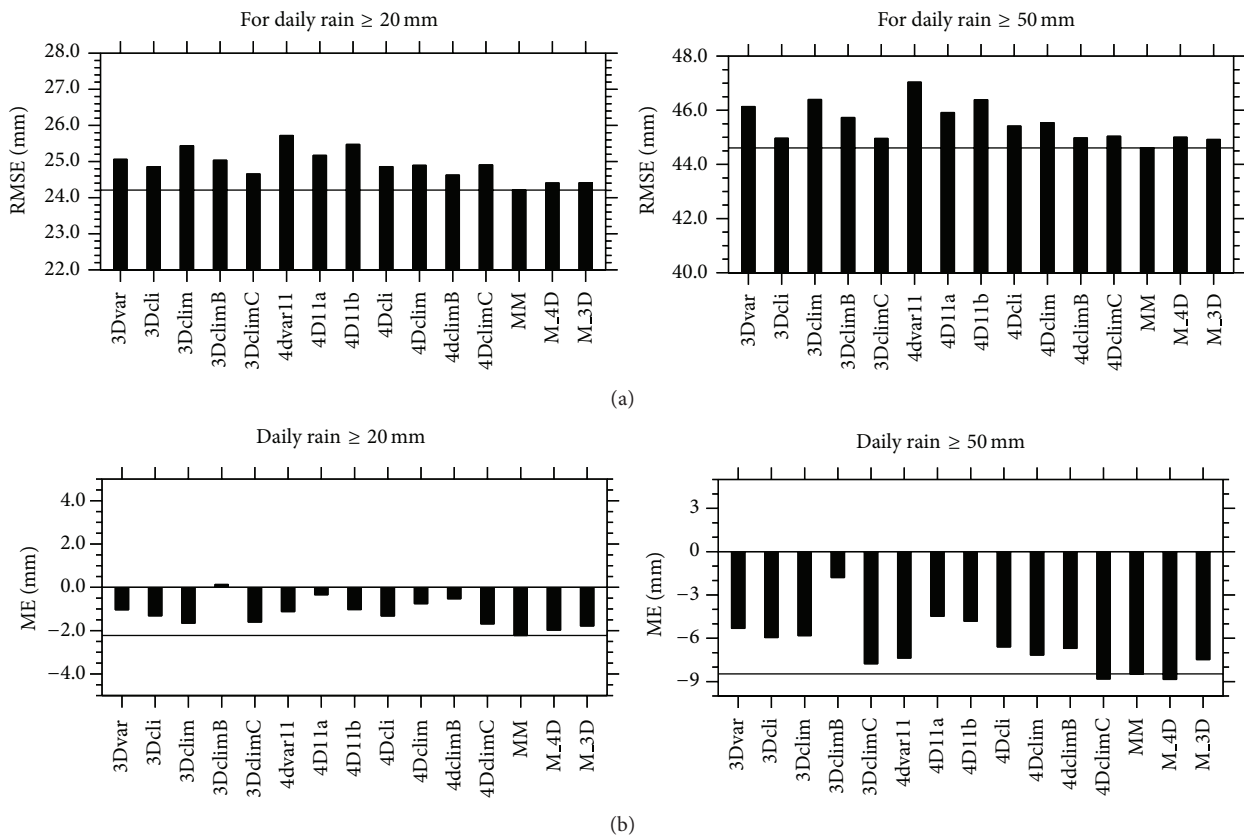 For daily rain ≥ 20 mm
28.0
27.0
26.0
25.0
24.0
23.0
22.0
RMSE (mm)
3Dvar
3Dcli
3Dclim
3DclimB
3DclimC
4dvar11
4D11a
4D11b
4Dcli
4Dclim
4dclimB
4DclimC
MM
M_4D
M_3D
For daily rain ≥ 50 mm
48.0
46.0
44.0
42.0
40.0
RMSE (mm)
3Dvar
3Dcli
3Dclim
3DclimB
3DclimC
4dvar11
4D11a
4D11b
4Dcli
4Dclim
4dclimB
4DclimC
MM
M_4D
M_3D
(a)
Daily rain ≥ 20 mm
4.0
2.0
0.0
−2.0
−4.0
ME (mm)
3Dvar
3Dcli
3Dclim
3DclimB
3DclimC
4dvar11
4D11a
4D11b
4Dcli
4Dclim
4dclimB
4DclimC
MM
M_4D
M_3D
Daily rain ≥ 50 mm
3
0
−3
−6
−9
ME (mm)
3Dvar
3Dcli
3Dclim
3DclimB
3DclimC
4dvar11
4D11a
4D11b
4Dcli
4Dclim
4dclimB
4DclimC
MM
M_4D
M_3D
(b)